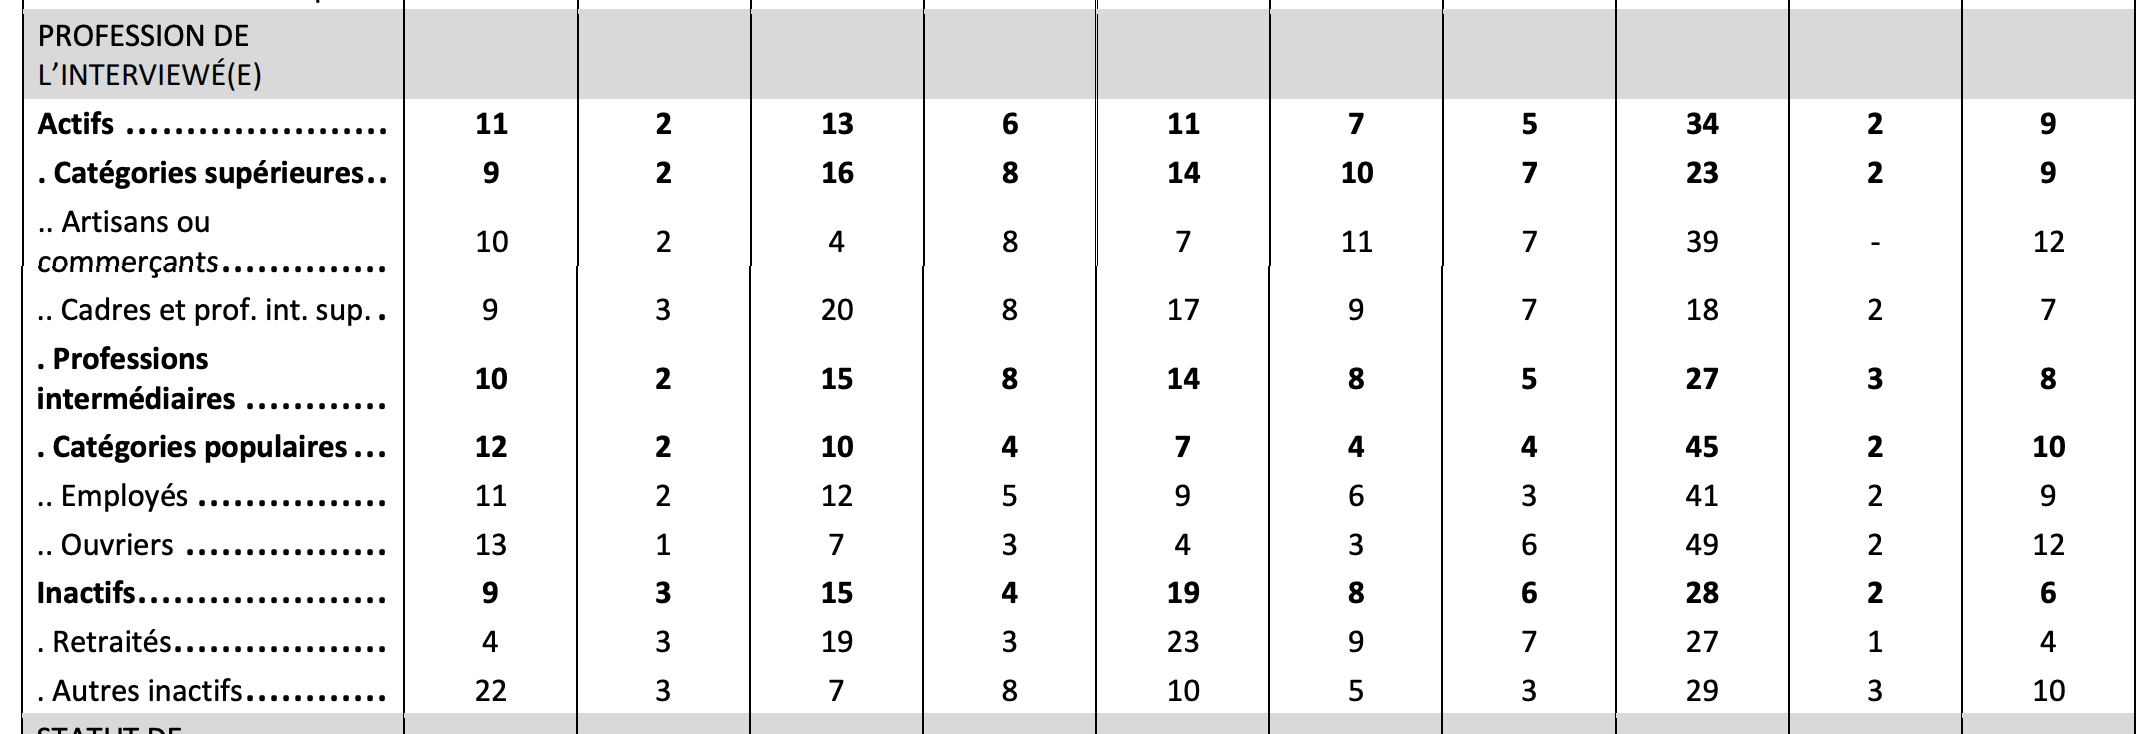 PROFESSION DE
L’INTERVIEWÉ(E)
Actifs ...................... 11 2 13 6 11 7 5 34 2 9
. Catégories supérieures.. 9 2 16 8 14 10 7 23 2 9
.. Artisans ou
commerçants.............. 10 2 4 8 7 11 7 39 - 12
.. Cadres et prof. int. sup. . 9 3 20 8 17 9 7 18 2 7
. Professions
intermédiaires ............ 10 2 15 8 14 8 5 27 3 8
. Catégories populaires ... 12 2 10 4 7 4 4 45 2 10
.. Employés ................ 11 2 12 5 9 6 3 41 2 9
.. Ouvriers ................. 13 1 7 3 4 3 6 49 2 12
Inactifs..................... 9 3 15 4 19 8 6 28 2 6
. Retraités.................. 4 3 19 3 23 9 7 27 1 4
. Autres inactifs............ 22 3 7 8 10 5 3 29 3 10
STATUT DE